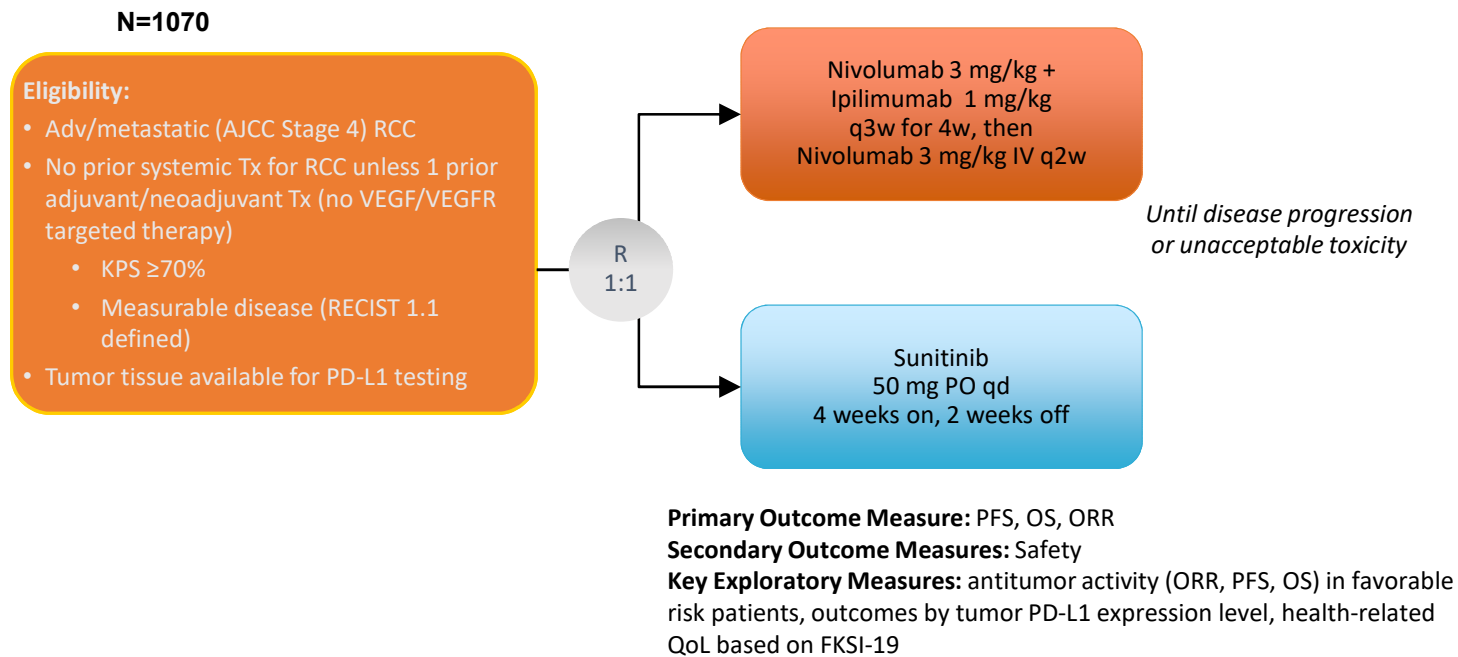 N=1070
Eligibility:
• Adv/metastatic (AJCC Stage 4) RCC
• No prior systemic Tx for RCC unless 1 prior
adjuvant/neoadjuvant Tx (no VEGF/VEGFR
targeted therapy)
• KPS ≥70%
• Measurable disease (RECIST 1.1
defined)
• Tumor tissue available for PD-L1 testing
R
1:1
Nivolumab 3 mg/kg +
Ipilimumab 1 mg/kg
q3w for 4w, then
Nivolumab 3 mg/kg IV q2w
Until disease progression
or unacceptable toxicity
Sunitinib
50 mg PO qd
4 weeks on, 2 weeks off
Primary Outcome Measure: PFS, OS, ORR
Secondary Outcome Measures: Safety
Key Exploratory Measures: antitumor activity (ORR, PFS, OS) in favorable
risk patients, outcomes by tumor PD-L1 expression level, health-related
QoL based on FKSI-19